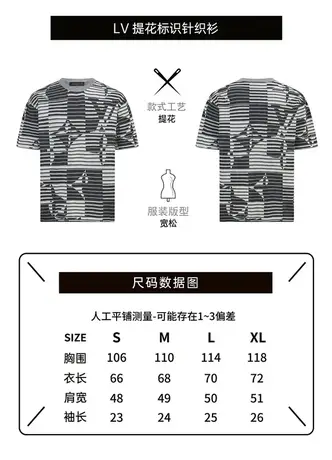 LV 提花标识针织衫
款式工艺
提花
服装版型
宽松
尺码数据图
人工平铺测量-可能存在1~3偏差
SIZE S M L XL
胸围 106 110 114 118
衣长 66 68 70 72
肩宽 48 49 50 51
袖长 23 24 25 26